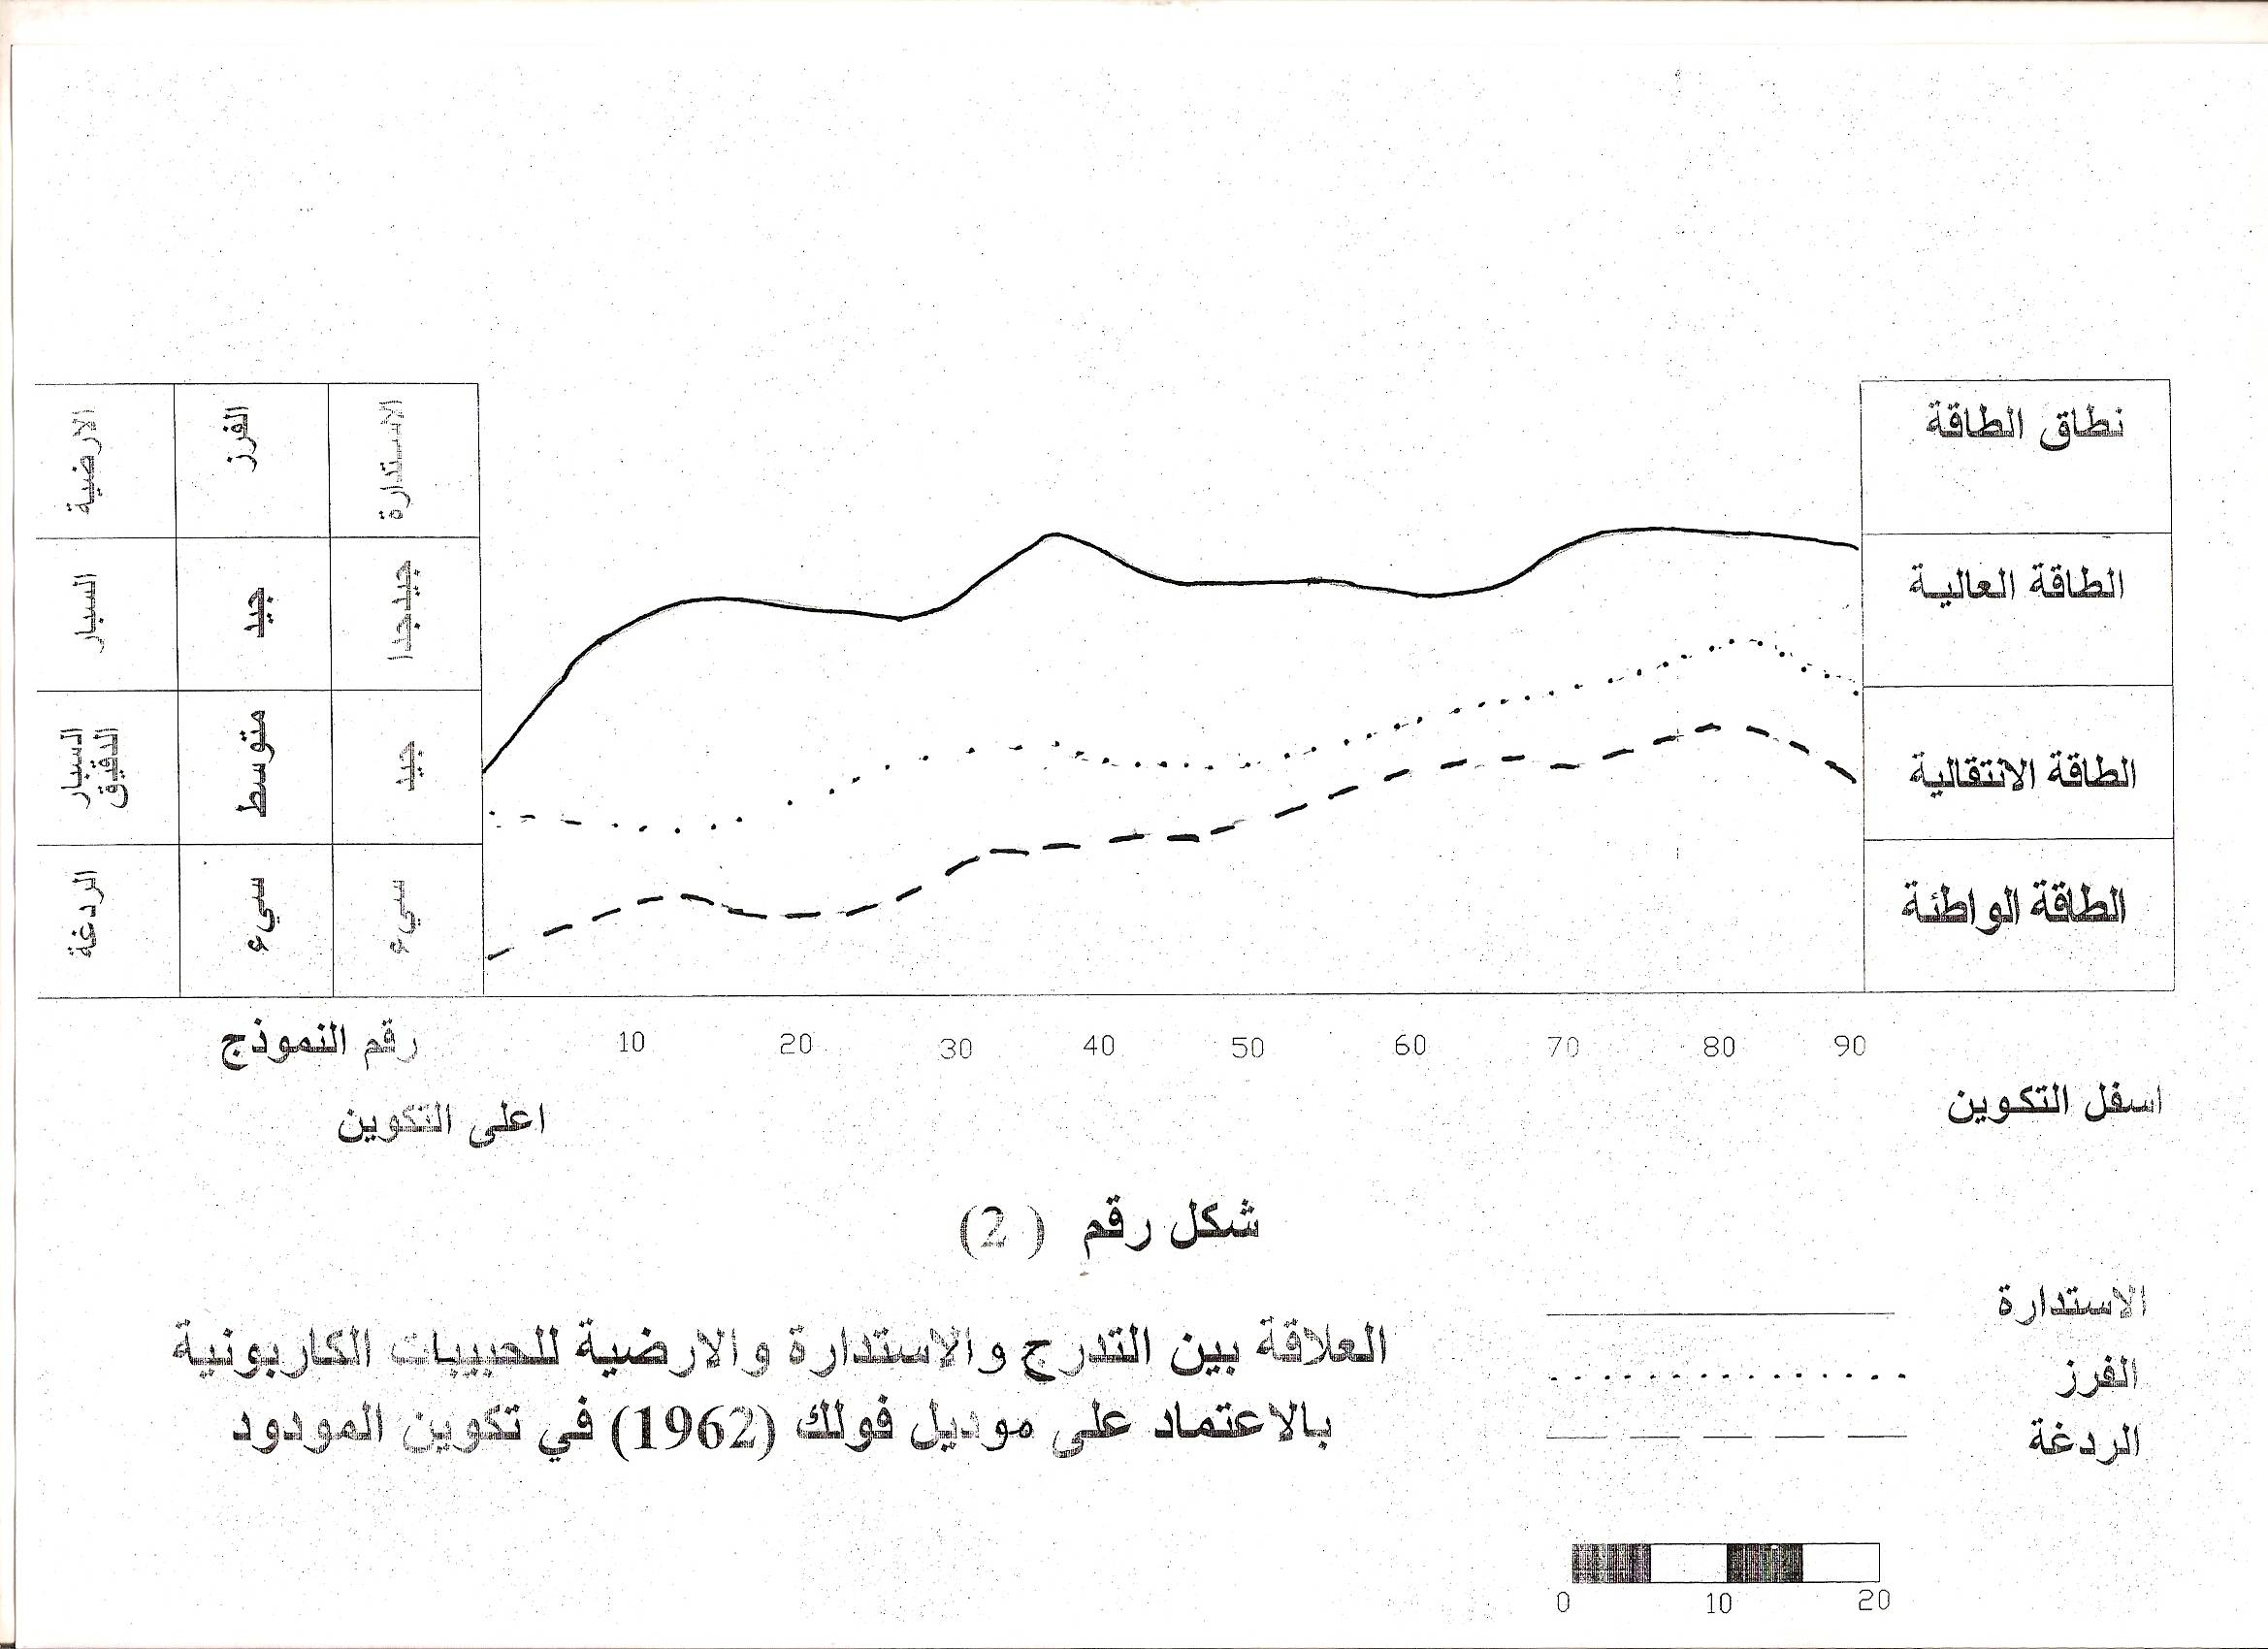 الارضية
الفرز
الاستدارة
نطاق الطاقة
السبار
جيد
جيدجدا
الطاقة العالية
السبار الدقيق
متوسط
جيد
الطاقة الانتقالية
الردغة
سيء
سيء
الطاقة الواطئة
رقم النموذج
10 20 30 40 50 60 70 80 90
اعلى التكوين
اسفل التكوين
شكل رقم (2 )
العلاقة بين التدرج والاستدارة والارضية للحبيبات الكاربونية
بالاعتماد على موديل فولك (1962) في تكوين المودود
الاستدارة
الفرز
الردغة
0 10 20